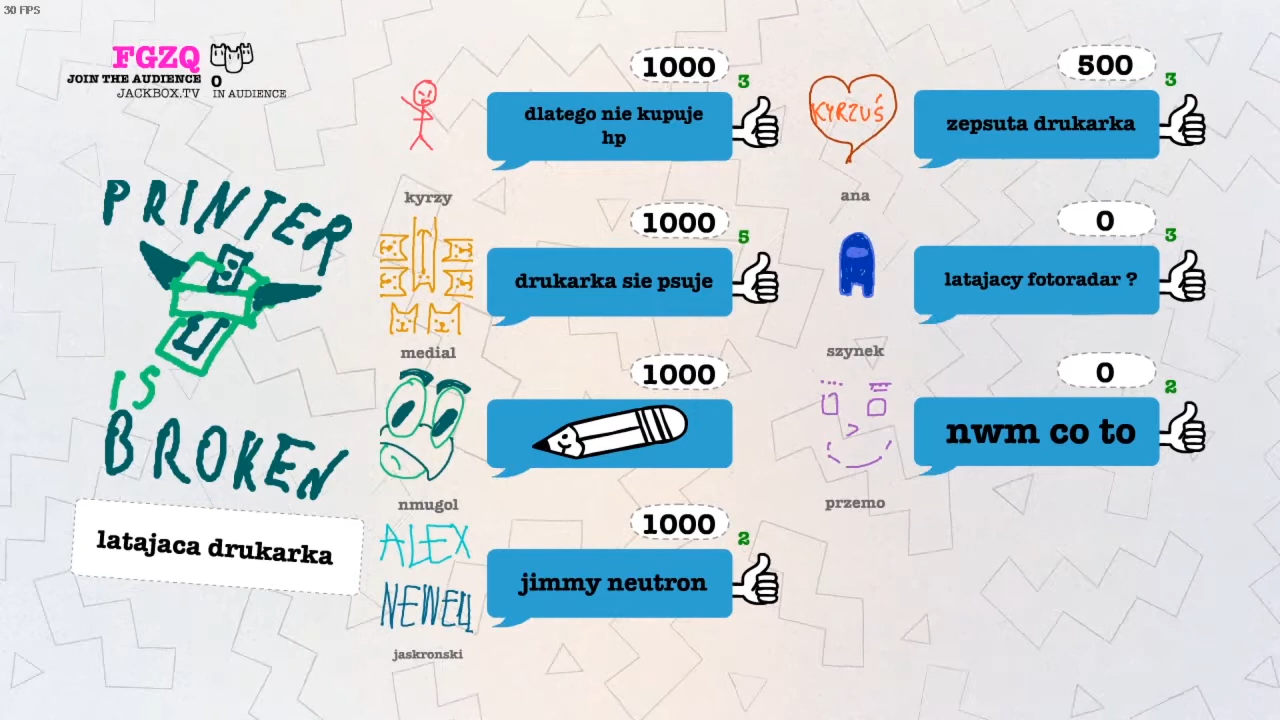 30 FPS
FGZQ
JOIN THE AUDIENCE
JACKBOX.TV
0
IN AUDIENCE
PRINTER
IS
BROKEN
latajaca drukarka
1000
3
dlatego nie kupuje
hp
kyrzy
1000
5
drukarka sie psuje
medial
1000
nmugol
ALEX
NEWELL
1000
2
jimmy neutron
jaskronski
KYRZUŚ
500
3
zepsuta drukarka
ana
0
3
latajacy fotoradar ?
szynek
0
2
nwm co to
przemo